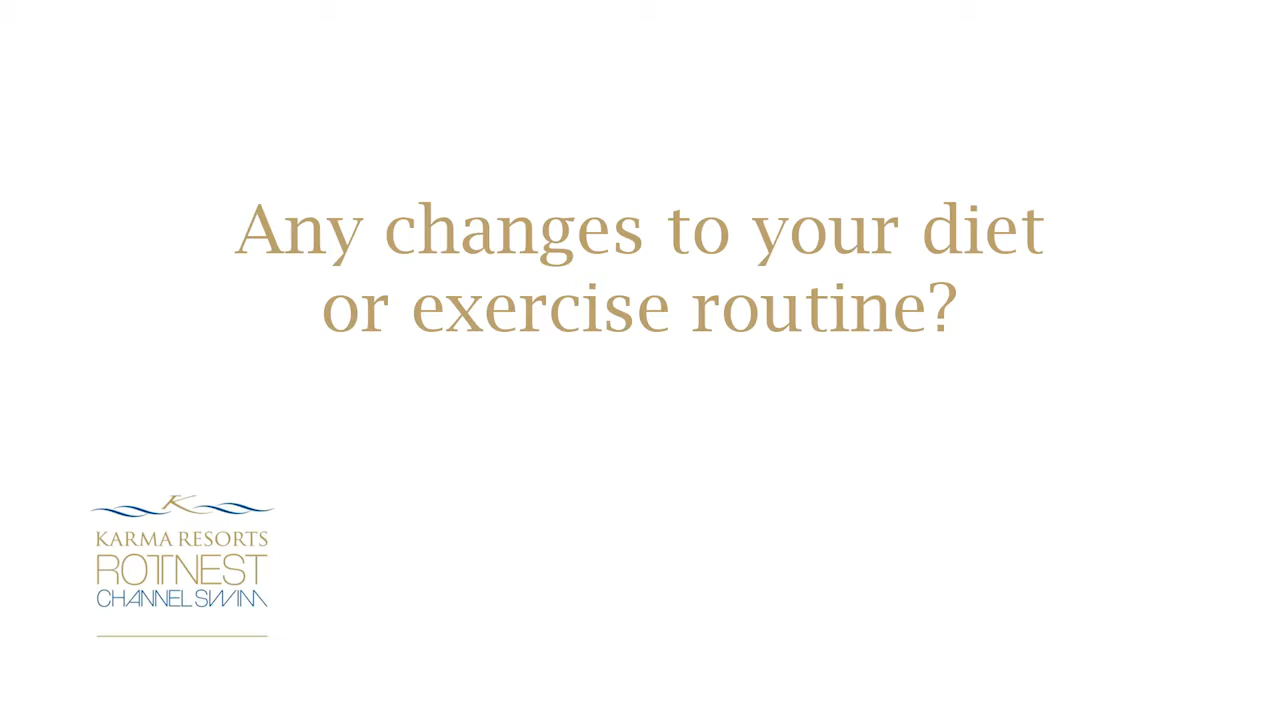 Any changes to your diet
or exercise routine?
K
KARMA RESORTS
ROTTNEST
CHANNEL SWIM